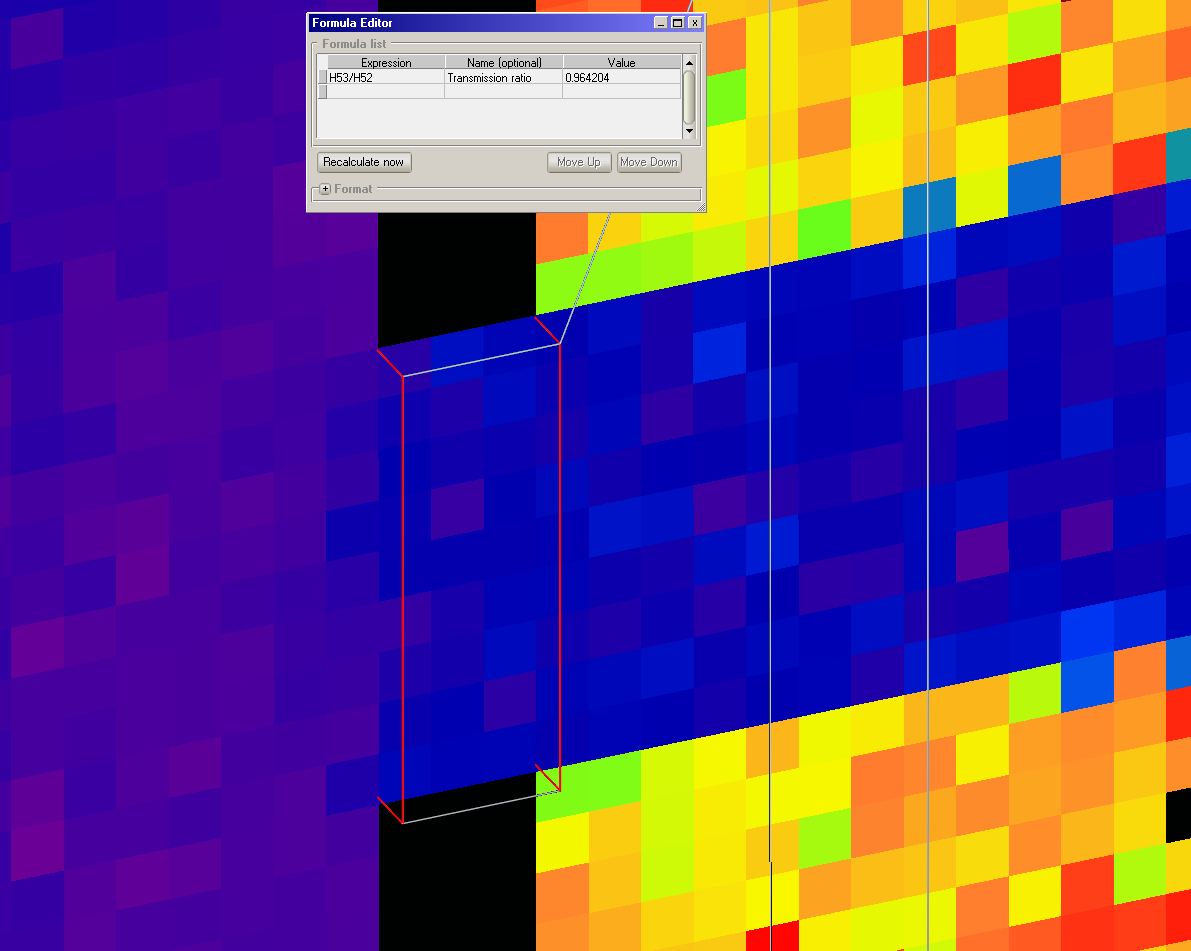 Formula Editor
Formula list
Expression Name (optional) Value
H53/H52 Transmission ratio 0.964204
Recalculate now Move Up Move Down
Format